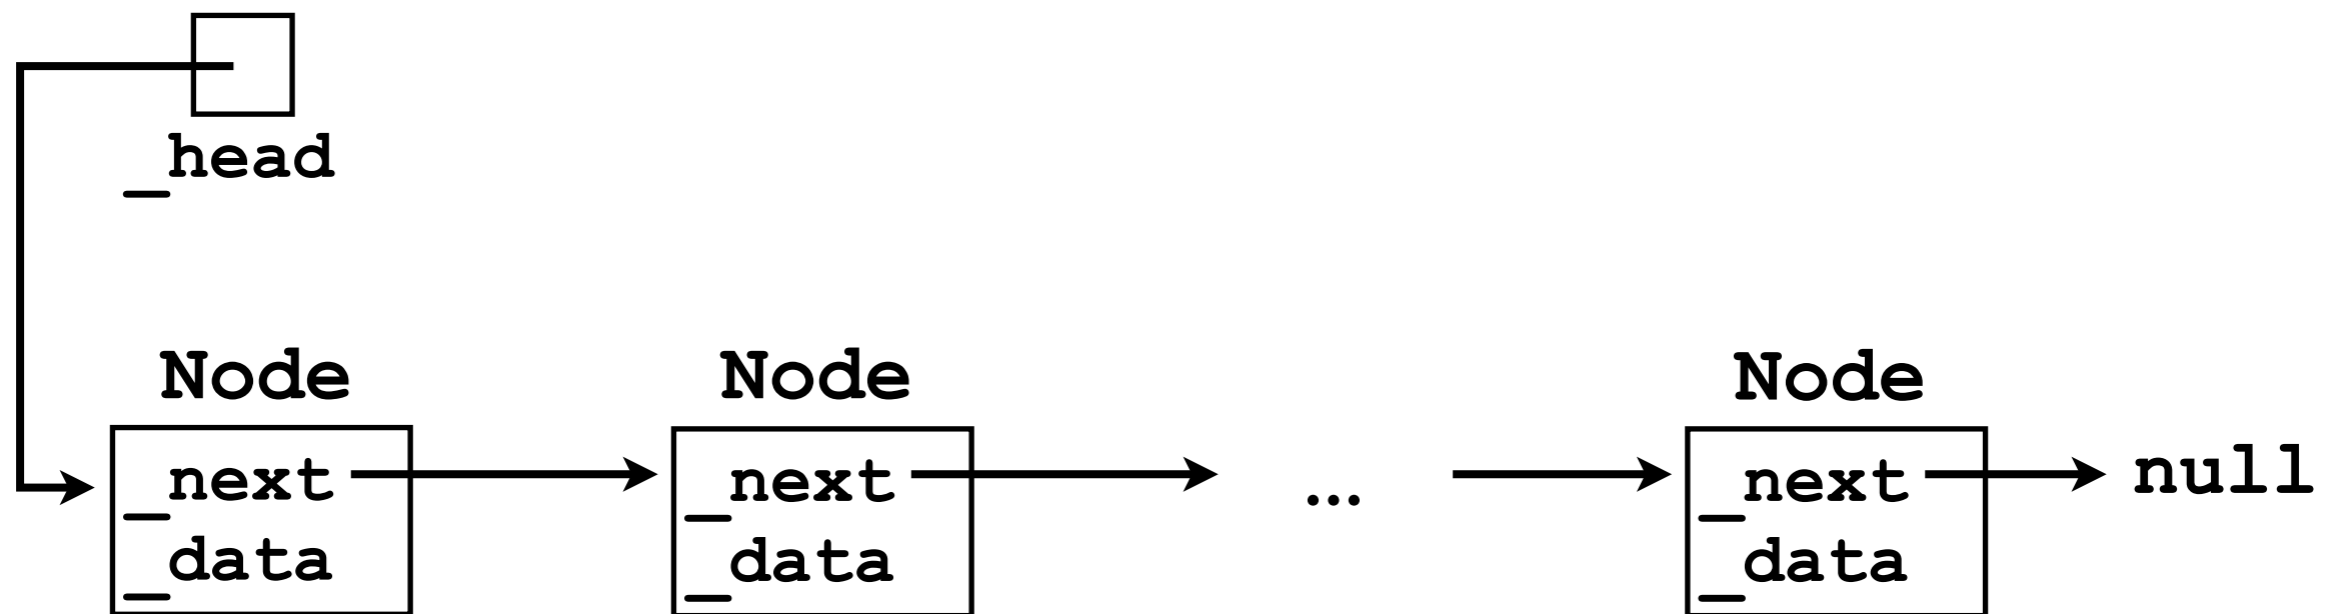 _head
Node Node Node
_next _next ... _next null
_data _data _data